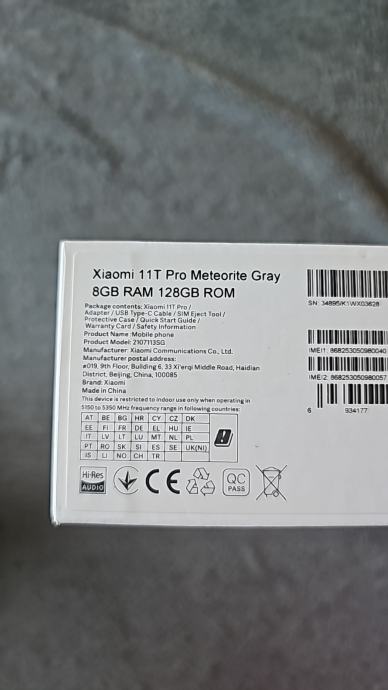 Xiaomi 11T Pro Meteorite Gray
8GB RAM 128GB ROM
Package contents: Xiaomi 11T Pro /
Adapter / USB Type-C Cable / SIM Eject Tool /
Protective Case / Quick Start Guide /
Warranty Card / Safety Information
Product Name: Mobile phone
Product Model: 2107113SG
Manufacturer: Xiaomi Communications Co., Ltd.
Manufacturer postal address:
#019, 9th Floor, Building 6, 33 Xi'erqi Middle Road, Haidian
District, Beijing, China, 100085
Brand: Xiaomi
Made in China
This device is restricted to indoor use only when operating in
5150 to 5350 MHz frequency range in following countries:
AT BE BG HR CY CZ DK
EE FI FR DE EL HU IE
IT LV LT LU MT NL PL
PT RO SK SI ES SE UK(NI)
IS LI NO CH TR
Hi-Res
AUDIO
CE
QC
PASS
SN: 34895/K1WX03628
IMEI1: 868253050980040
IMEI2: 868253050980057
6 934177